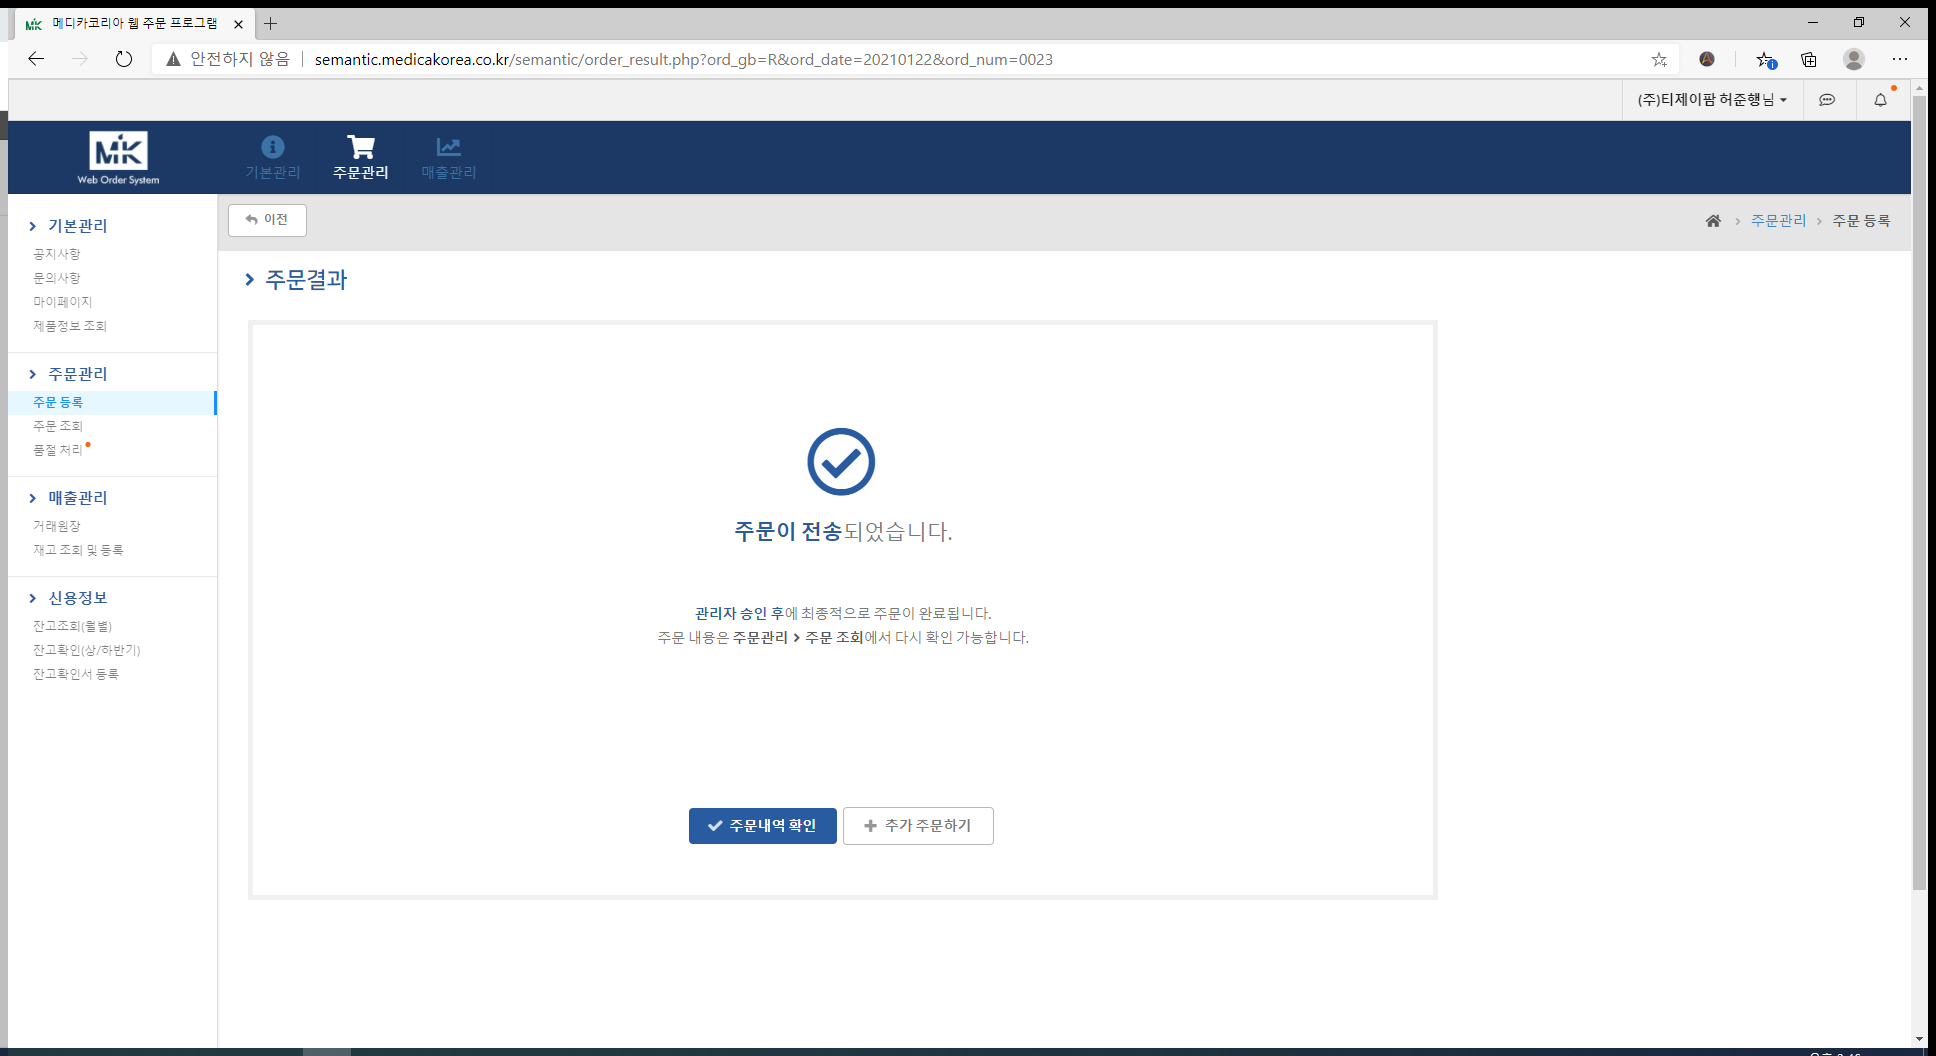 메디카코리아 웹 주문 프로그램
안전하지 않음
semantic.medicakorea.co.kr/semantic/order_result.php?ord_gb=R&ord_date=20210122&ord_num=0023
(주)티제이팜 허준행님
MK
Web Order System
기본관리
주문관리
매출관리
이전
주문관리
주문 등록
기본관리
공지사항
문의사항
마이페이지
제품정보 조회
주문관리
주문 등록
주문 조회
품절 처리
매출관리
거래원장
재고 조회 및 등록
신용정보
잔고조회(월별)
잔고확인(상/하반기)
잔고확인서 등록
주문결과
주문이 전송되었습니다.
관리자 승인 후에 최종적으로 주문이 완료됩니다.
주문 내용은 주문관리 > 주문 조회에서 다시 확인 가능합니다.
주문내역 확인
추가 주문하기